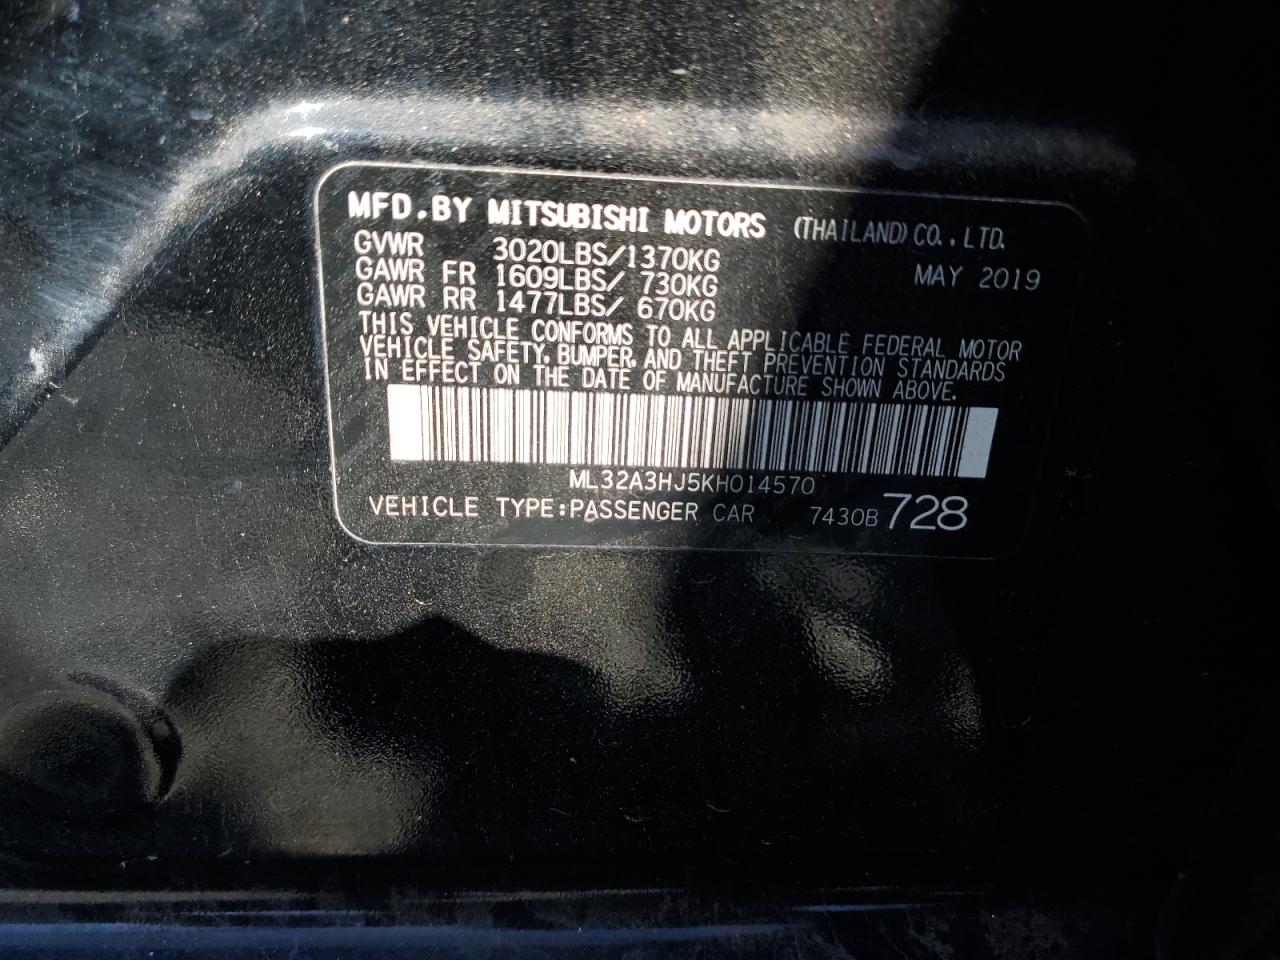 MFD.BY MITSUBISHI MOTORS (THAILAND) CO., LTD.
GVWR 3020LBS/1370KG MAY 2019
GAWR FR 1609LBS/ 730KG
GAWR RR 1477LBS/ 670KG
THIS VEHICLE CONFORMS TO ALL APPLICABLE FEDERAL MOTOR
VEHICLE SAFETY, BUMPER, AND THEFT PREVENTION STANDARDS
IN EFFECT ON THE DATE OF MANUFACTURE SHOWN ABOVE.
ML32A3HJ5KH014570
VEHICLE TYPE:PASSENGER CAR 7430B 728